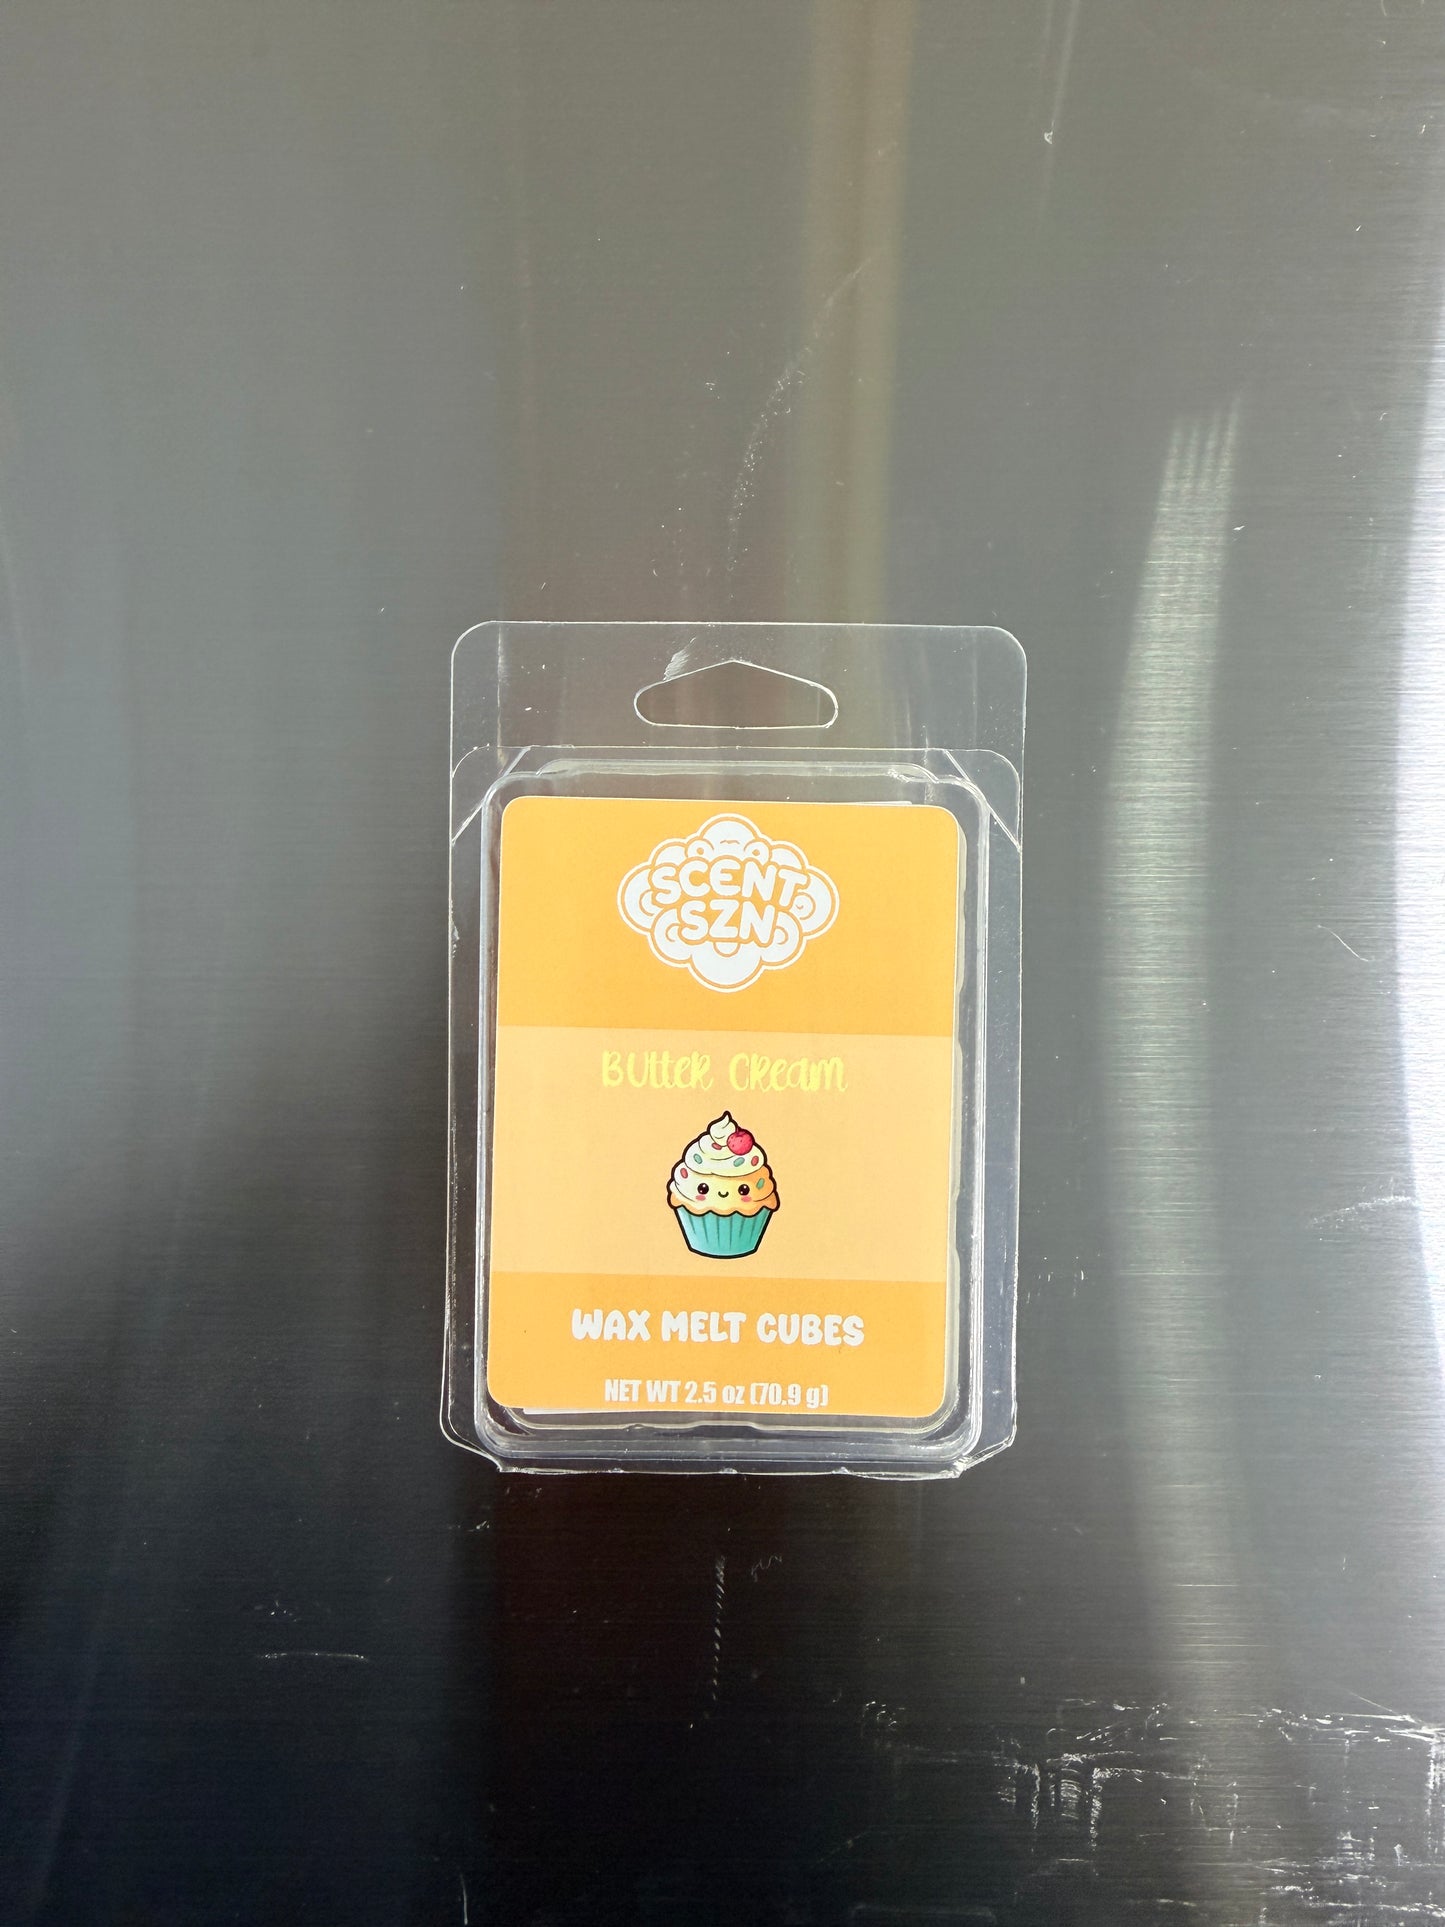 SCENT
SZN
Butter Cream
WAX MELT CUBES
NET WT 2.5 oz (70.9 g)